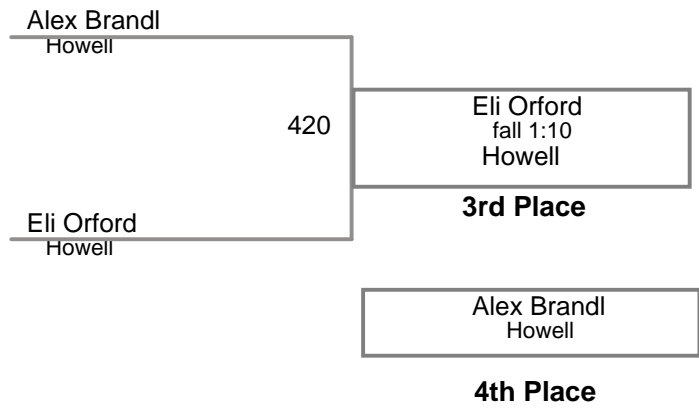 Alex Brandl
Howell
420
Eli Orford
fall 1:10
Howell
3rd Place
Eli Orford
Howell
Alex Brandl
Howell
4th Place